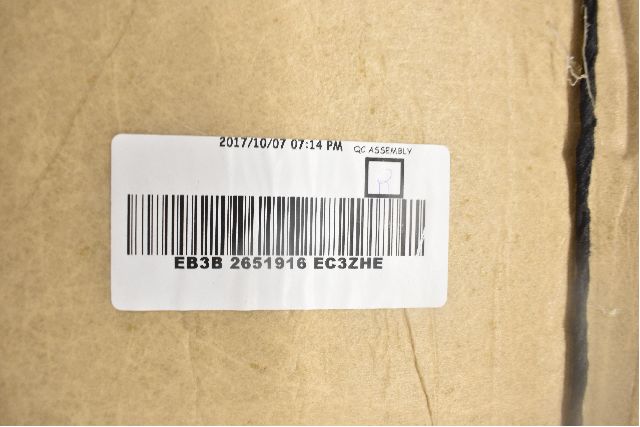 2017/10/07 07:14 PM QC ASSEMBLY
EB3B 2651916 EC3ZHE